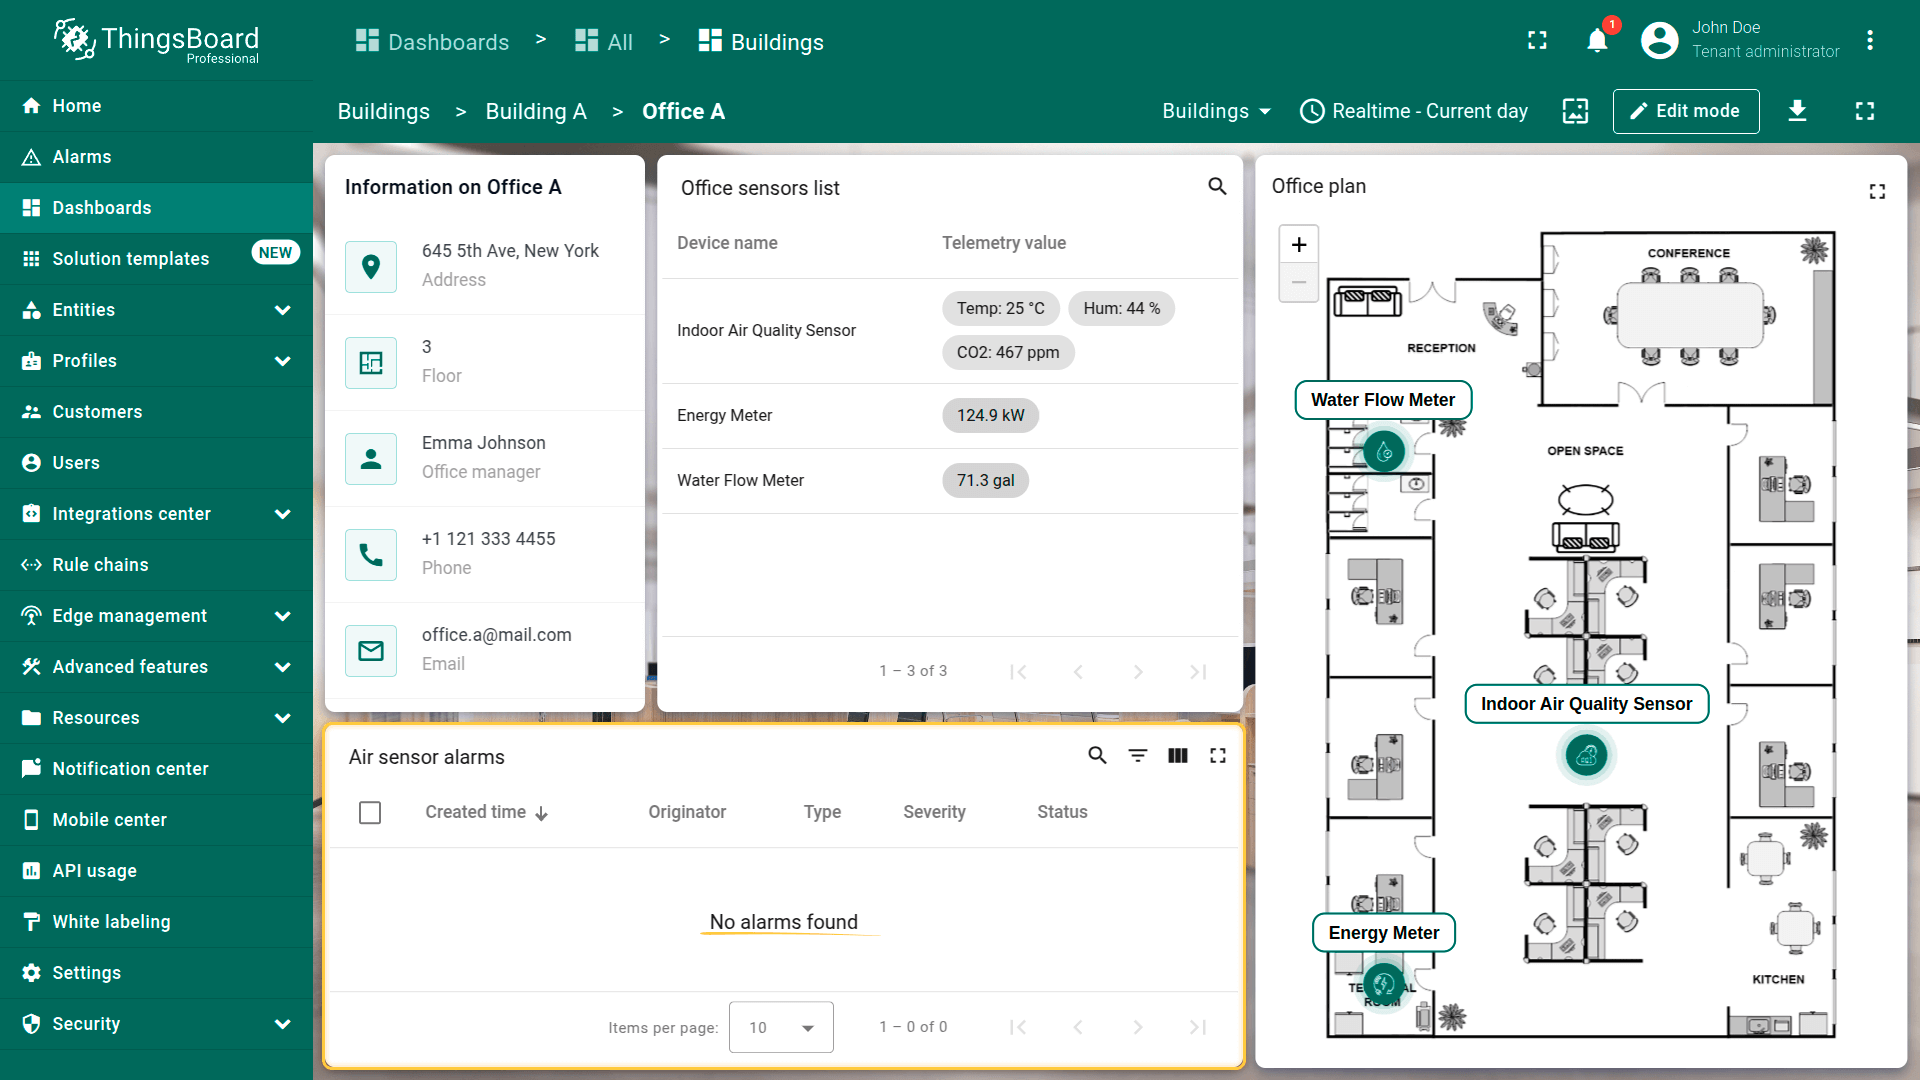 ThingsBoard
Professional
Dashboards > All > Buildings
1
John Doe
Tenant administrator
Home
Alarms
Dashboards
Solution templates NEW
Entities
Profiles
Customers
Users
Integrations center
Rule chains
Edge management
Advanced features
Resources
Notification center
Mobile center
API usage
White labeling
Settings
Security
Buildings > Building A > Office A
Buildings
Realtime - Current day
Edit mode
Information on Office A
645 5th Ave, New York
Address
3
Floor
Emma Johnson
Office manager
+1 121 333 4455
Phone
office.a@mail.com
Email
Office sensors list
Device name Telemetry value
Indoor Air Quality Sensor
Temp: 25 °C Hum: 44 %
CO2: 467 ppm
Energy Meter 124.9 kW
Water Flow Meter 71.3 gal
1 – 3 of 3
Air sensor alarms
Created time Originator Type Severity Status
No alarms found
Items per page: 10 1 – 0 of 0
Office plan
+
−
CONFERENCE
RECEPTION
Water Flow Meter
OPEN SPACE
Indoor Air Quality Sensor
Energy Meter
KITCHEN